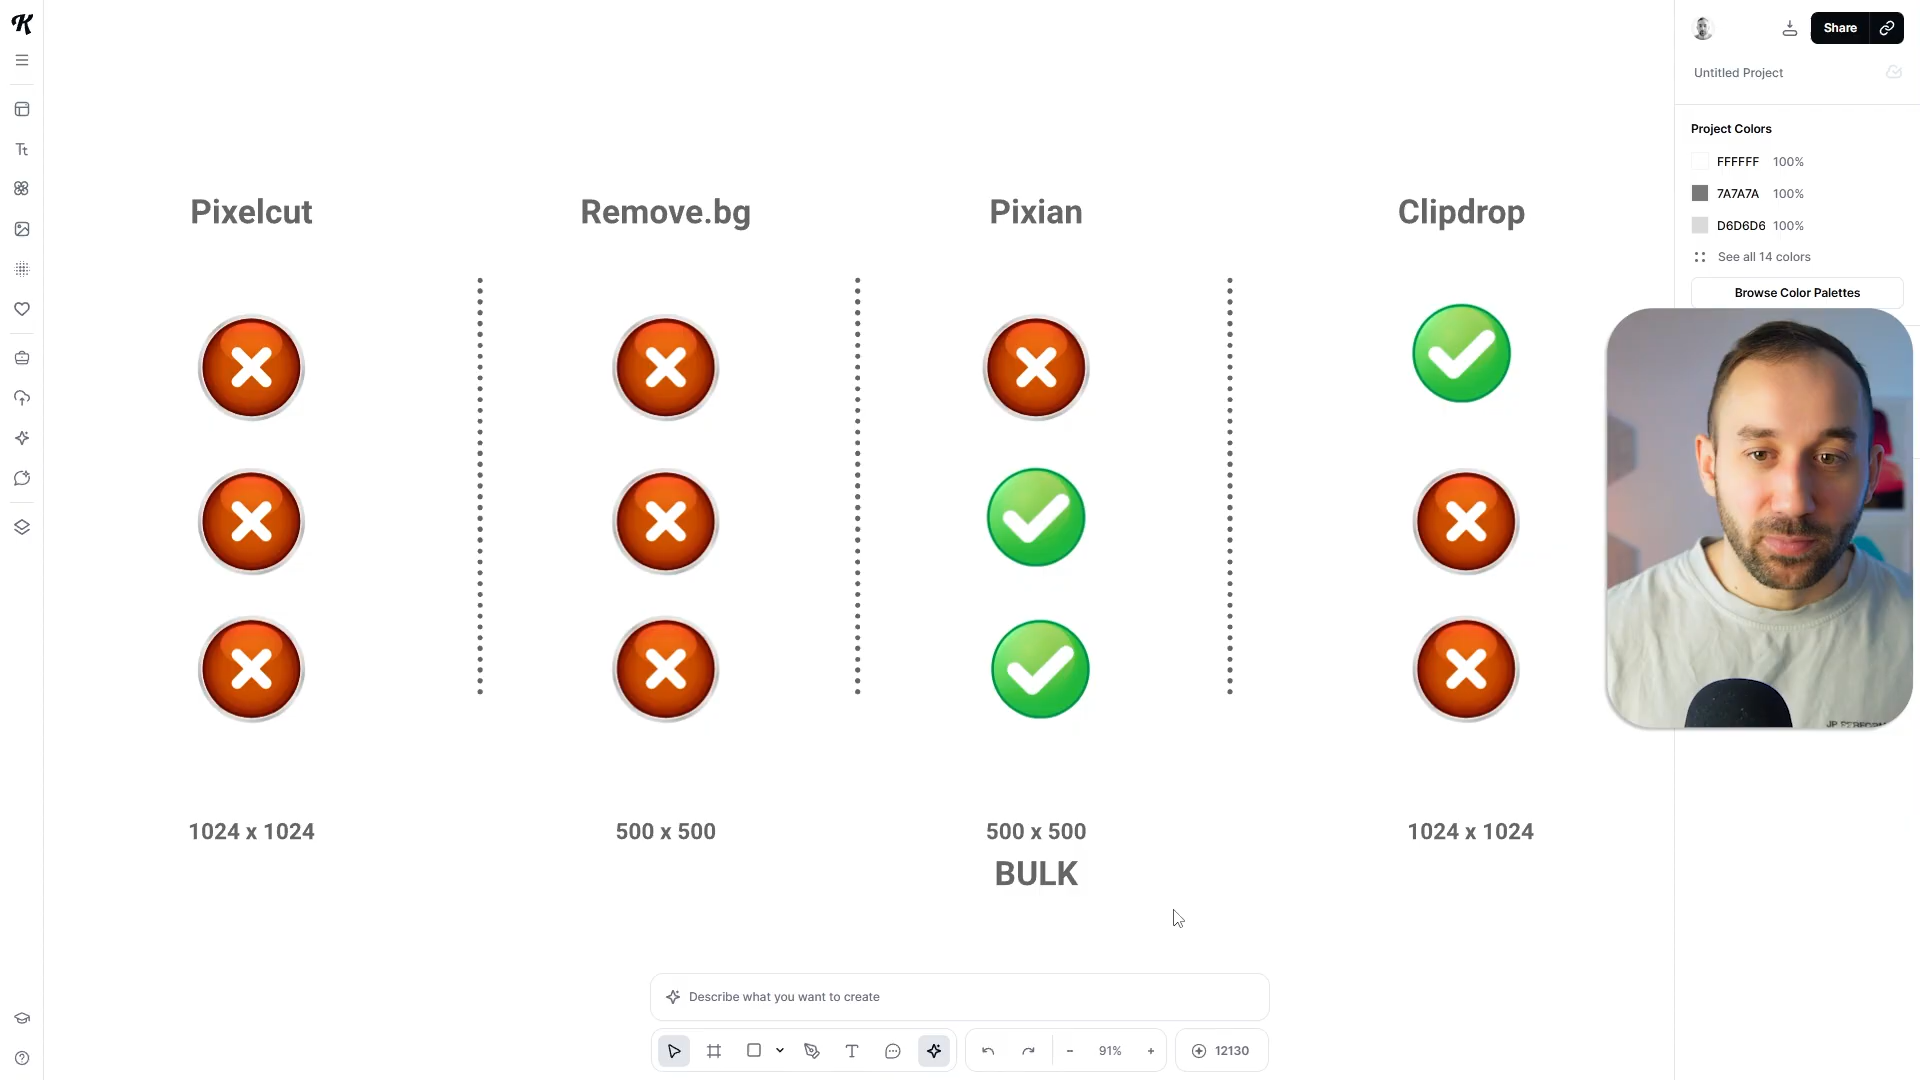 K
Share
Untitled Project
Project Colors
FFFFFF 100%
7A7A7A 100%
D6D6D6 100%
See all 14 colors
Browse Color Palettes
Tt
Pixelcut Remove.bg Pixian Clipdrop
1024 x 1024 500 x 500 500 x 500 1024 x 1024
BULK
Describe what you want to create
T
91%
12130